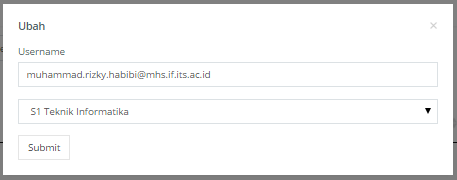 Ubah
×
Username
muhammad.rizky.habibi@mhs.if.its.ac.id
S1 Teknik Informatika
Submit